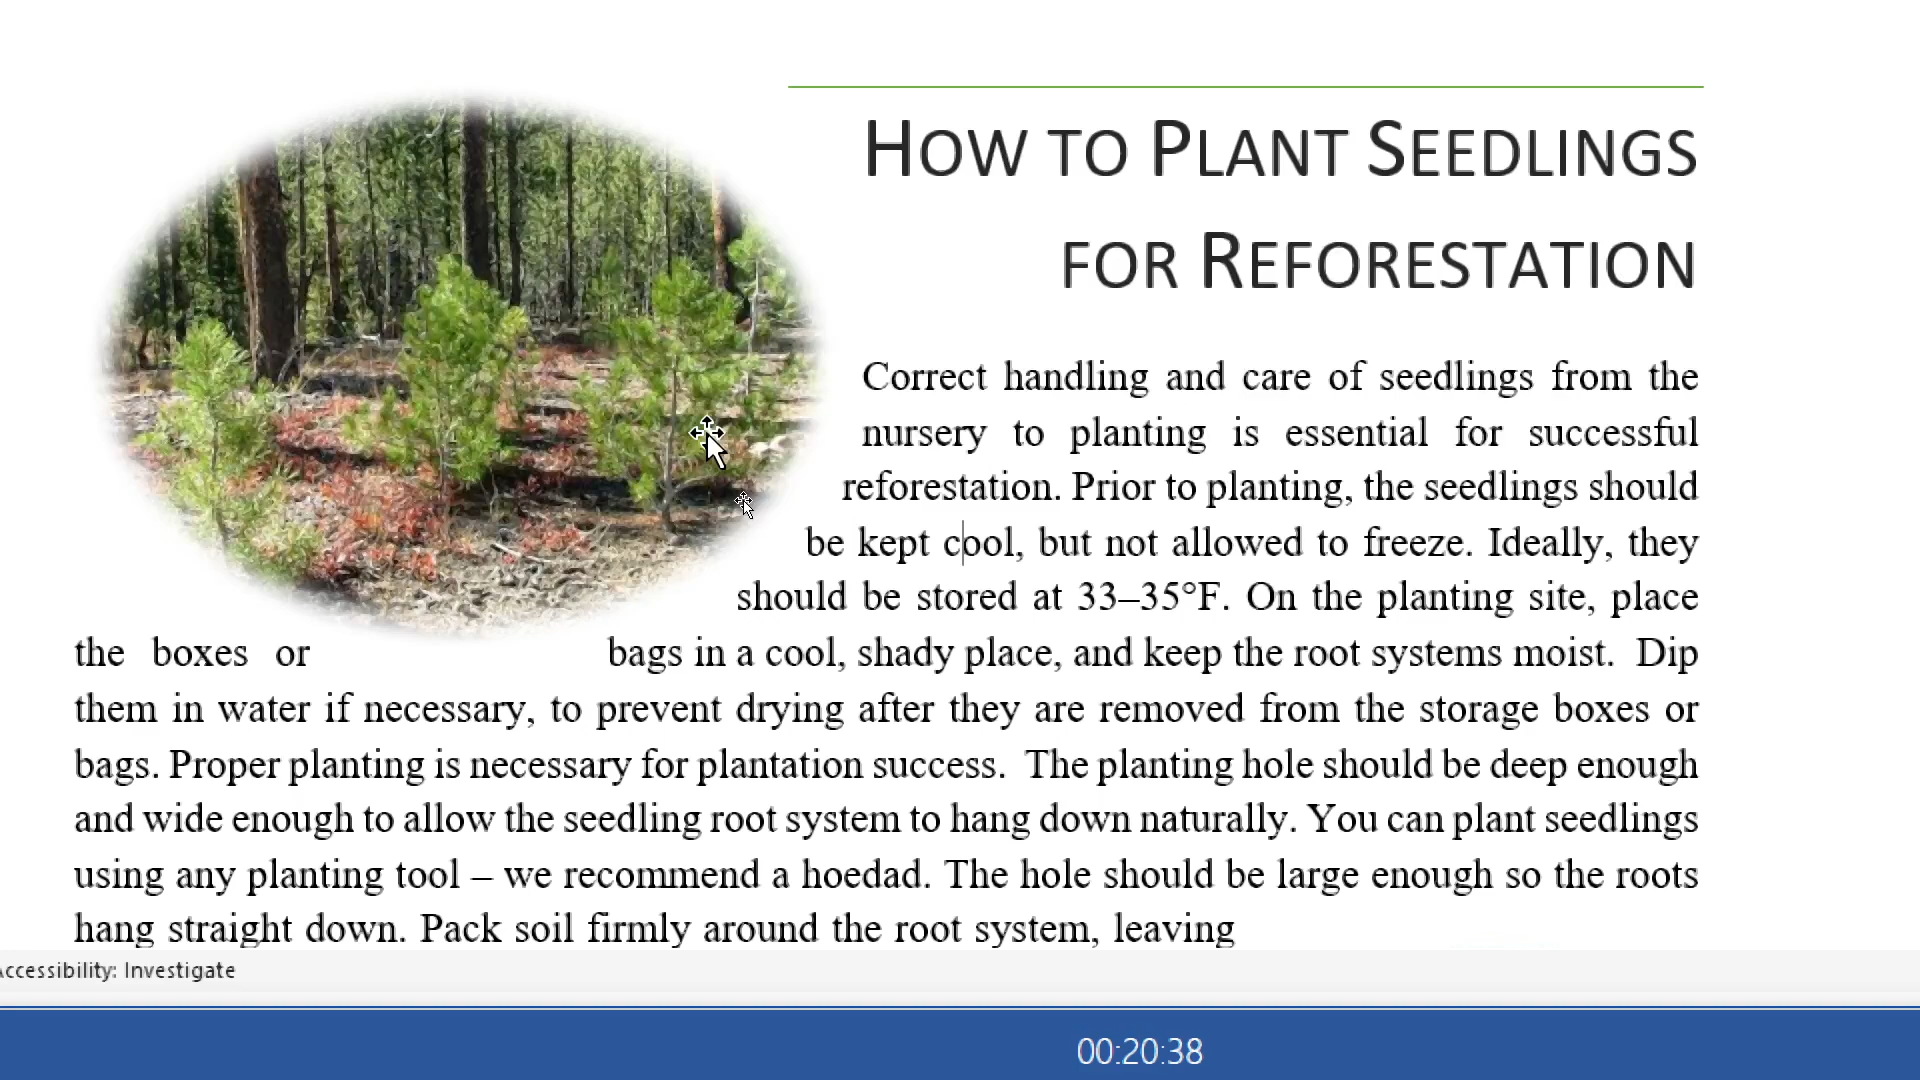 How to Plant Seedlings
for Reforestation
Correct handling and care of seedlings from the
nursery to planting is essential for successful
reforestation. Prior to planting, the seedlings should
be kept cool, but not allowed to freeze. Ideally, they
should be stored at 33–35°F. On the planting site, place
the boxes or bags in a cool, shady place, and keep the root systems moist.  Dip
them in water if necessary, to prevent drying after they are removed from the storage boxes or
bags. Proper planting is necessary for plantation success.  The planting hole should be deep enough
and wide enough to allow the seedling root system to hang down naturally. You can plant seedlings
using any planting tool – we recommend a hoedad. The hole should be large enough so the roots
hang straight down. Pack soil firmly around the root system, leaving
Accessibility: Investigate
00:20:38